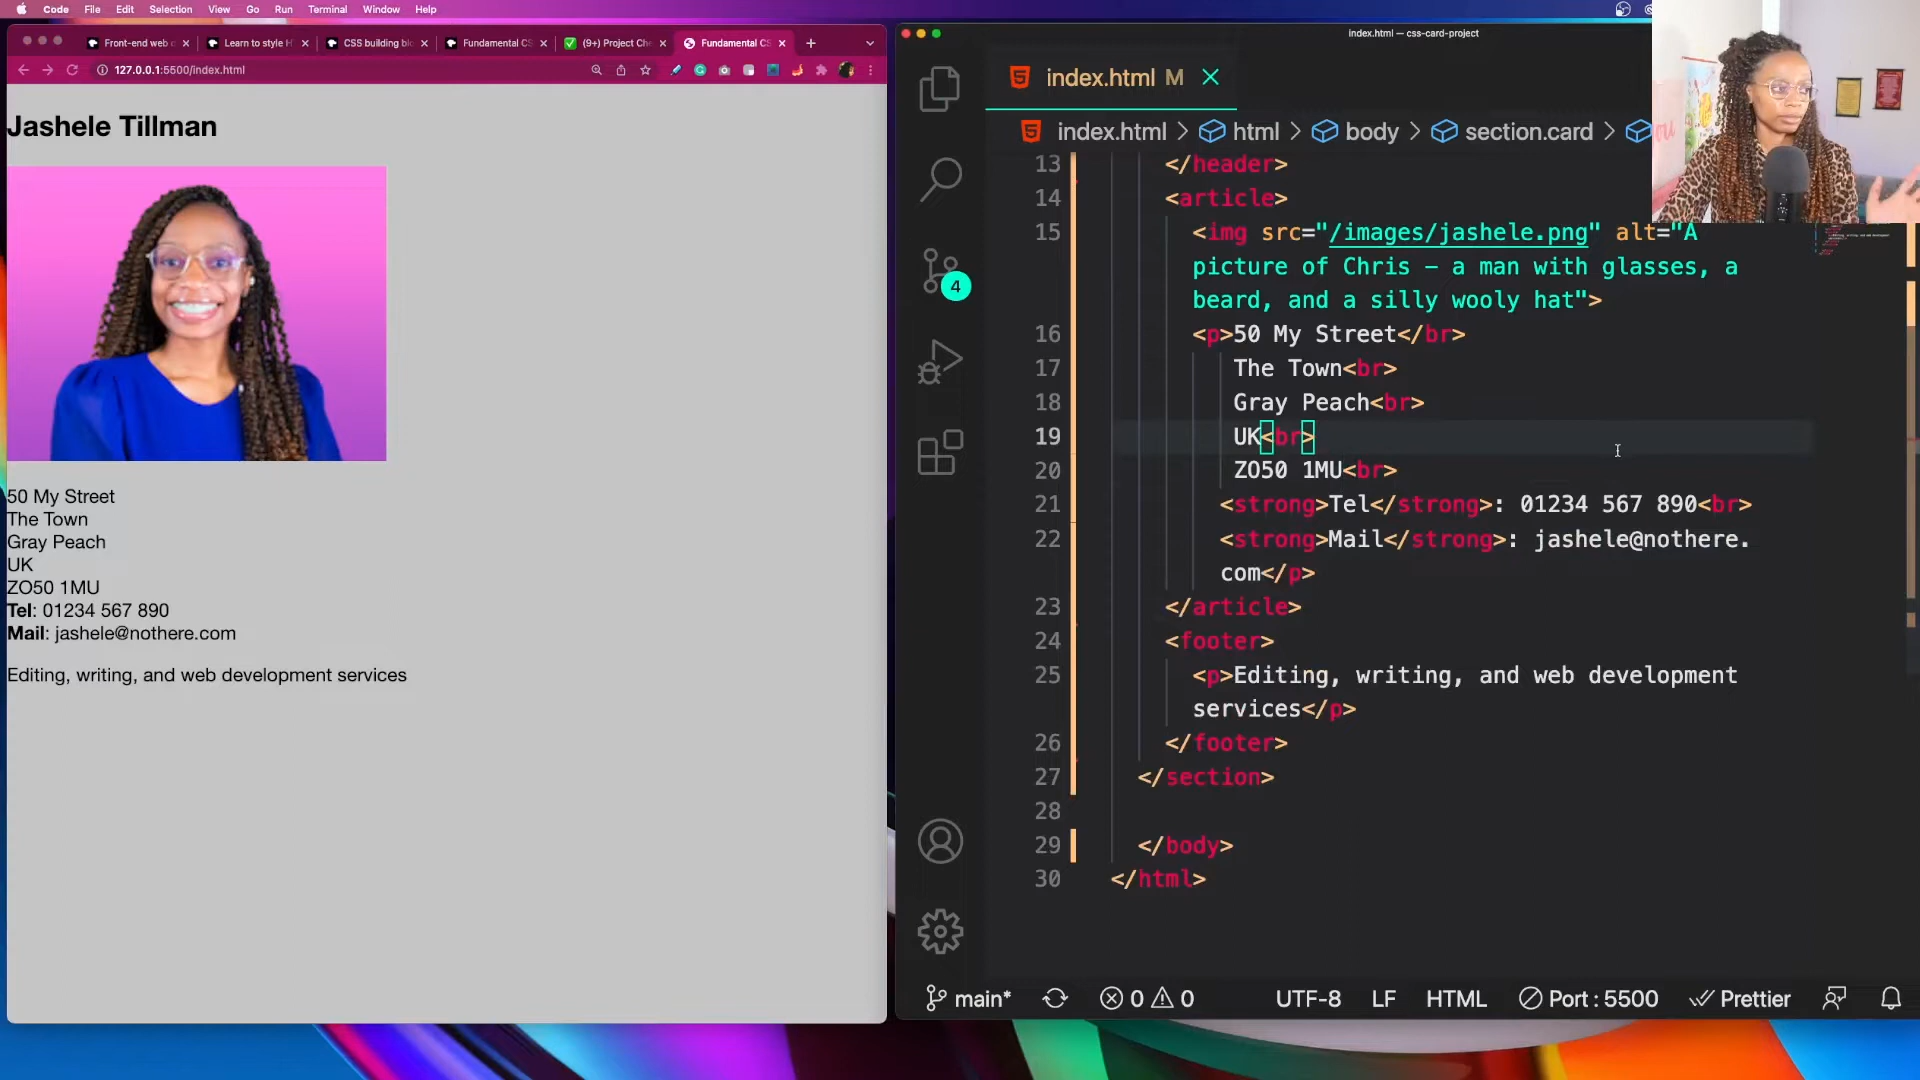 Code File Edit Selection View Go Run Terminal Window Help
Front-end web d
Learn to style H
CSS building blo
Fundamental CS
(9+) Project Che
Fundamental CS
127.0.0.1:5500/index.html
Jashele Tillman
50 My Street
The Town
Gray Peach
UK
ZO50 1MU
Tel: 01234 567 890
Mail: jashele@nothere.com
Editing, writing, and web development services
index.html — css-card-project
index.html M
index.html > html > body > section.card >
13 </header>
14 <article>
15 <img src="/images/jashele.png" alt="A
picture of Chris – a man with glasses, a
beard, and a silly wooly hat">
16 <p>50 My Street</br>
17 The Town<br>
18 Gray Peach<br>
19 UK<br>
20 ZO50 1MU<br>
21 <strong>Tel</strong>: 01234 567 890<br>
22 <strong>Mail</strong>: jashele@nothere.
com</p>
23 </article>
24 <footer>
25 <p>Editing, writing, and web development
services</p>
26 </footer>
27 </section>
28
29 </body>
30 </html>
4
main* 0 0 UTF-8 LF HTML Port : 5500 Prettier